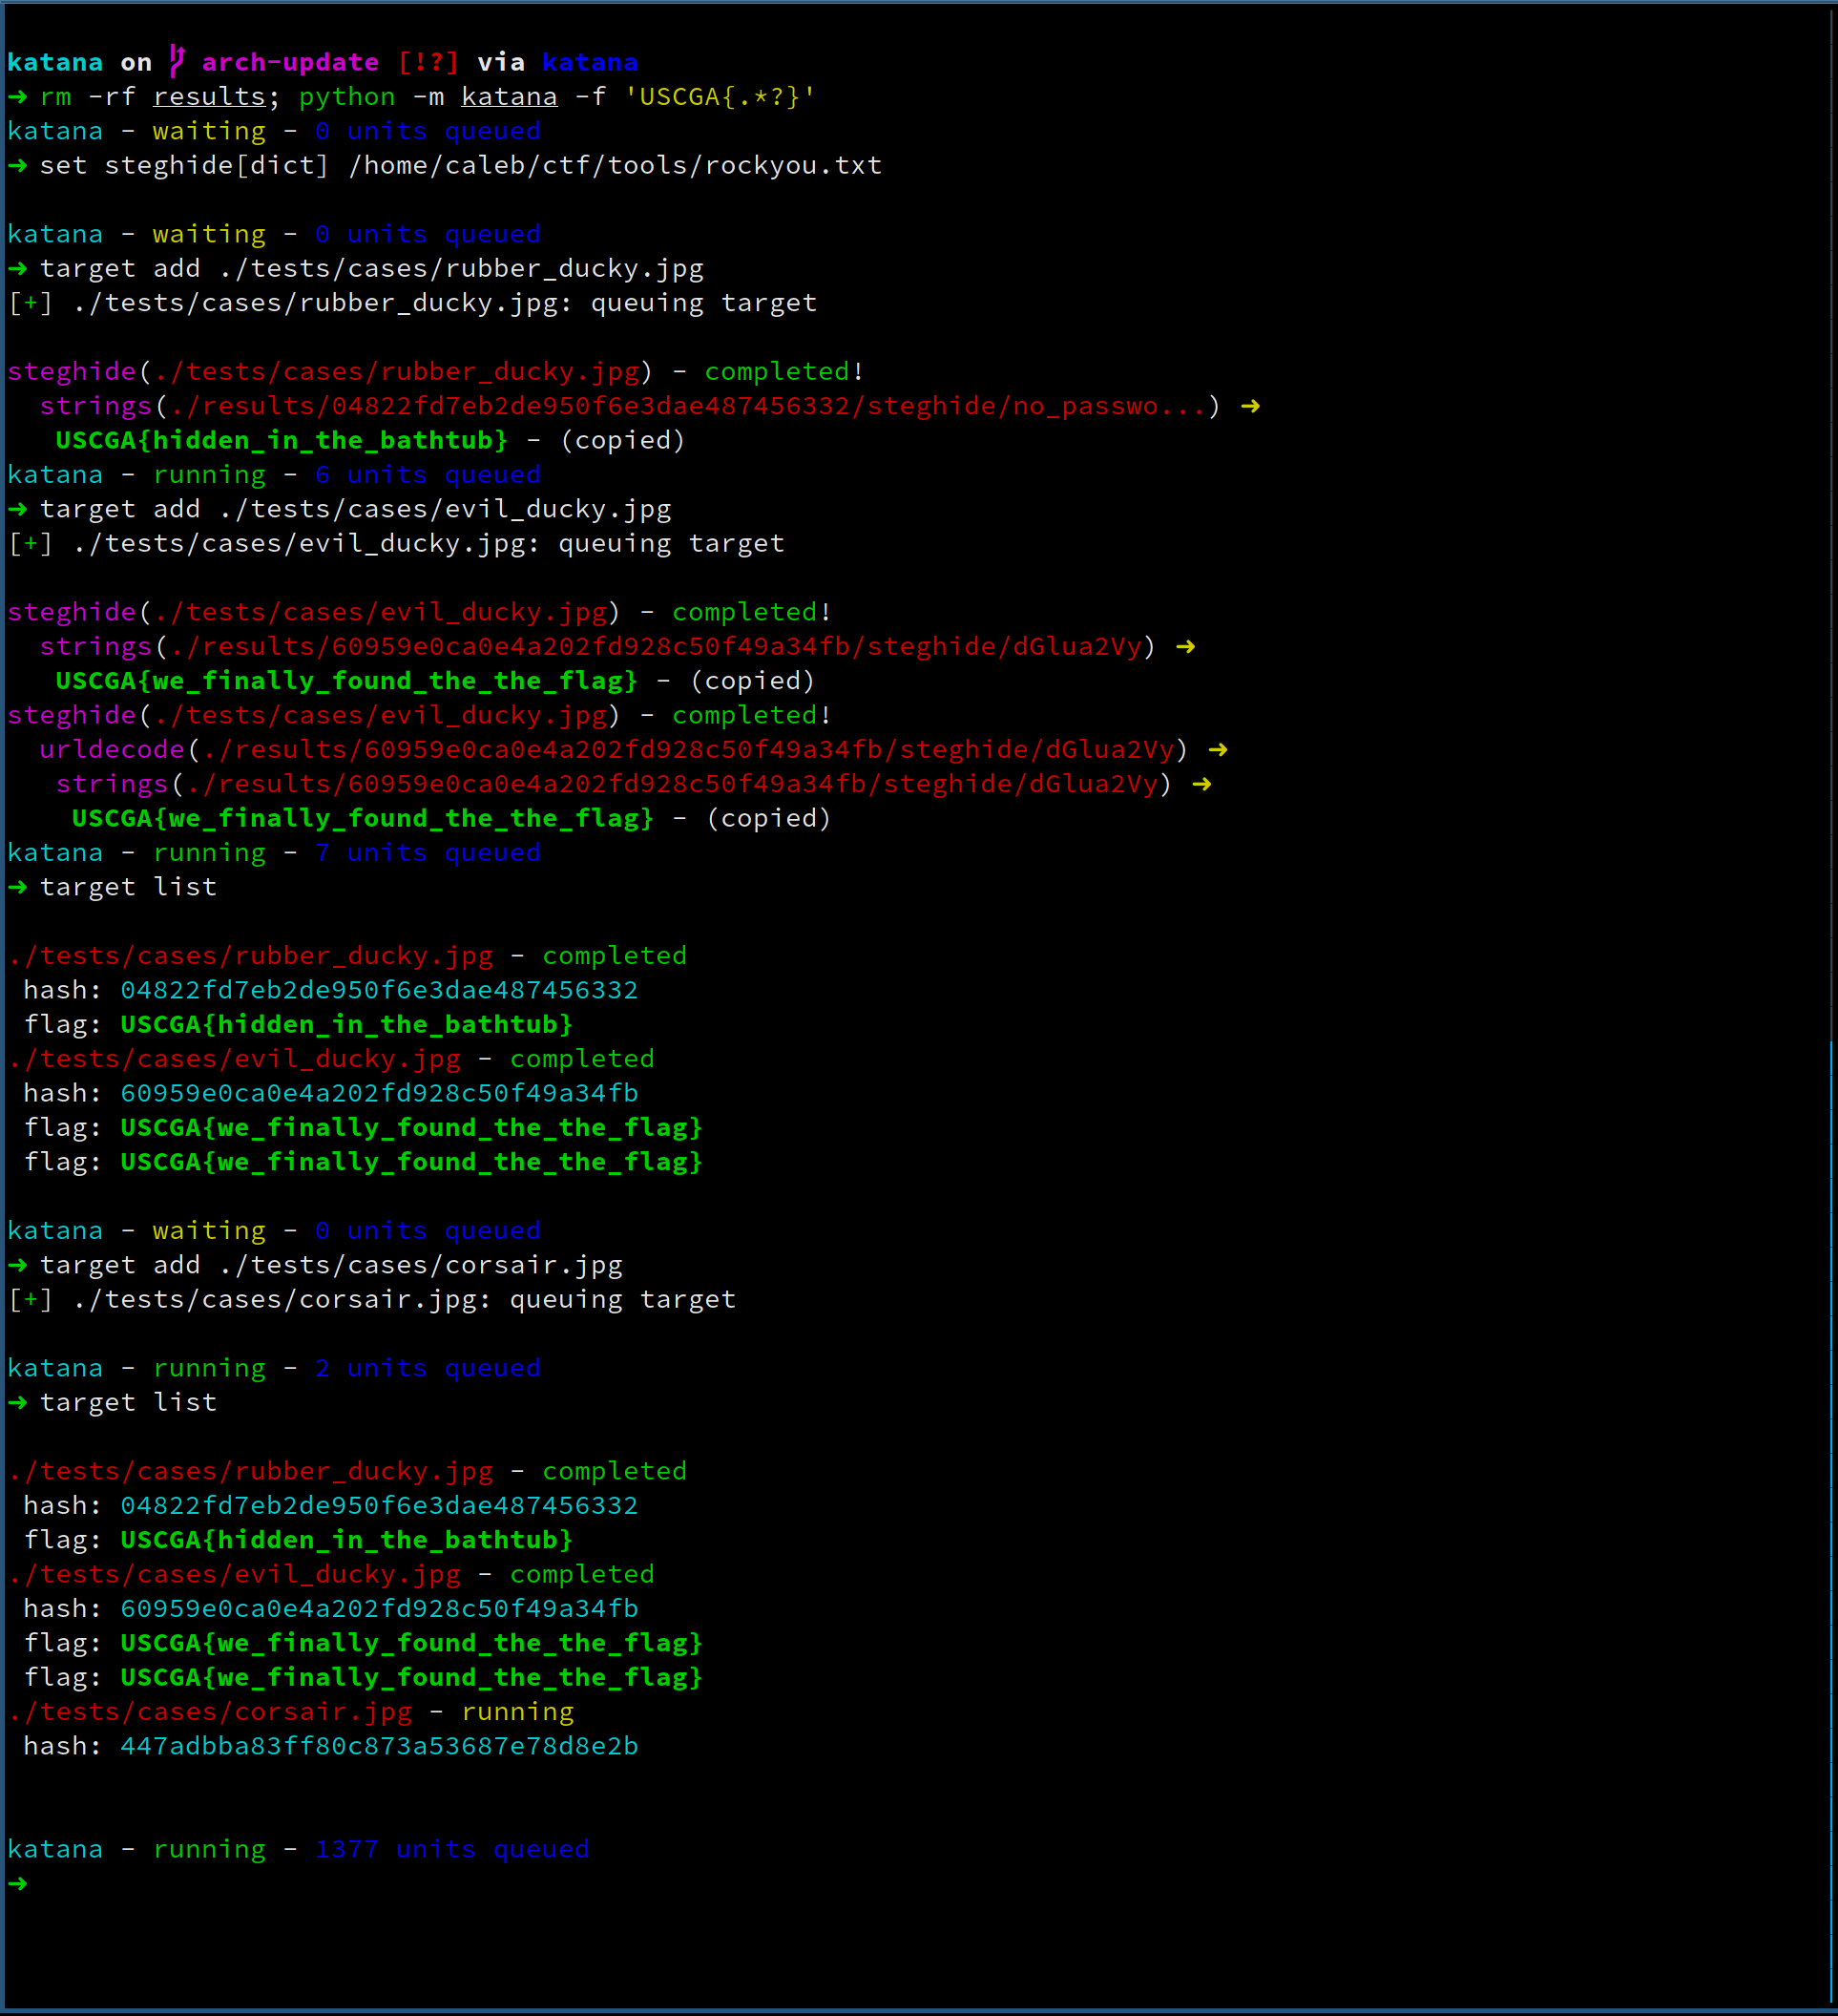 katana on arch-update [!?] via katana
➜ rm -rf results; python -m katana -f 'USCGA{.*?}'
katana - waiting - 0 units queued
➜ set steghide[dict] /home/caleb/ctf/tools/rockyou.txt
katana - waiting - 0 units queued
➜ target add ./tests/cases/rubber_ducky.jpg
[+] ./tests/cases/rubber_ducky.jpg: queuing target
steghide(./tests/cases/rubber_ducky.jpg) - completed!
strings(./results/04822fd7eb2de950f6e3dae487456332/steghide/no_passwo...) ➜
USCGA{hidden_in_the_bathtub} - (copied)
katana - running - 6 units queued
➜ target add ./tests/cases/evil_ducky.jpg
[+] ./tests/cases/evil_ducky.jpg: queuing target
steghide(./tests/cases/evil_ducky.jpg) - completed!
strings(./results/60959e0ca0e4a202fd928c50f49a34fb/steghide/dGlua2Vy) ➜
USCGA{we_finally_found_the_the_flag} - (copied)
steghide(./tests/cases/evil_ducky.jpg) - completed!
urldecode(./results/60959e0ca0e4a202fd928c50f49a34fb/steghide/dGlua2Vy) ➜
strings(./results/60959e0ca0e4a202fd928c50f49a34fb/steghide/dGlua2Vy) ➜
USCGA{we_finally_found_the_the_flag} - (copied)
katana - running - 7 units queued
➜ target list
./tests/cases/rubber_ducky.jpg - completed
hash: 04822fd7eb2de950f6e3dae487456332
flag: USCGA{hidden_in_the_bathtub}
./tests/cases/evil_ducky.jpg - completed
hash: 60959e0ca0e4a202fd928c50f49a34fb
flag: USCGA{we_finally_found_the_the_flag}
flag: USCGA{we_finally_found_the_the_flag}
katana - waiting - 0 units queued
➜ target add ./tests/cases/corsair.jpg
[+] ./tests/cases/corsair.jpg: queuing target
katana - running - 2 units queued
➜ target list
./tests/cases/rubber_ducky.jpg - completed
hash: 04822fd7eb2de950f6e3dae487456332
flag: USCGA{hidden_in_the_bathtub}
./tests/cases/evil_ducky.jpg - completed
hash: 60959e0ca0e4a202fd928c50f49a34fb
flag: USCGA{we_finally_found_the_the_flag}
flag: USCGA{we_finally_found_the_the_flag}
./tests/cases/corsair.jpg - running
hash: 447adbba83ff80c873a53687e78d8e2b
katana - running - 1377 units queued
➜